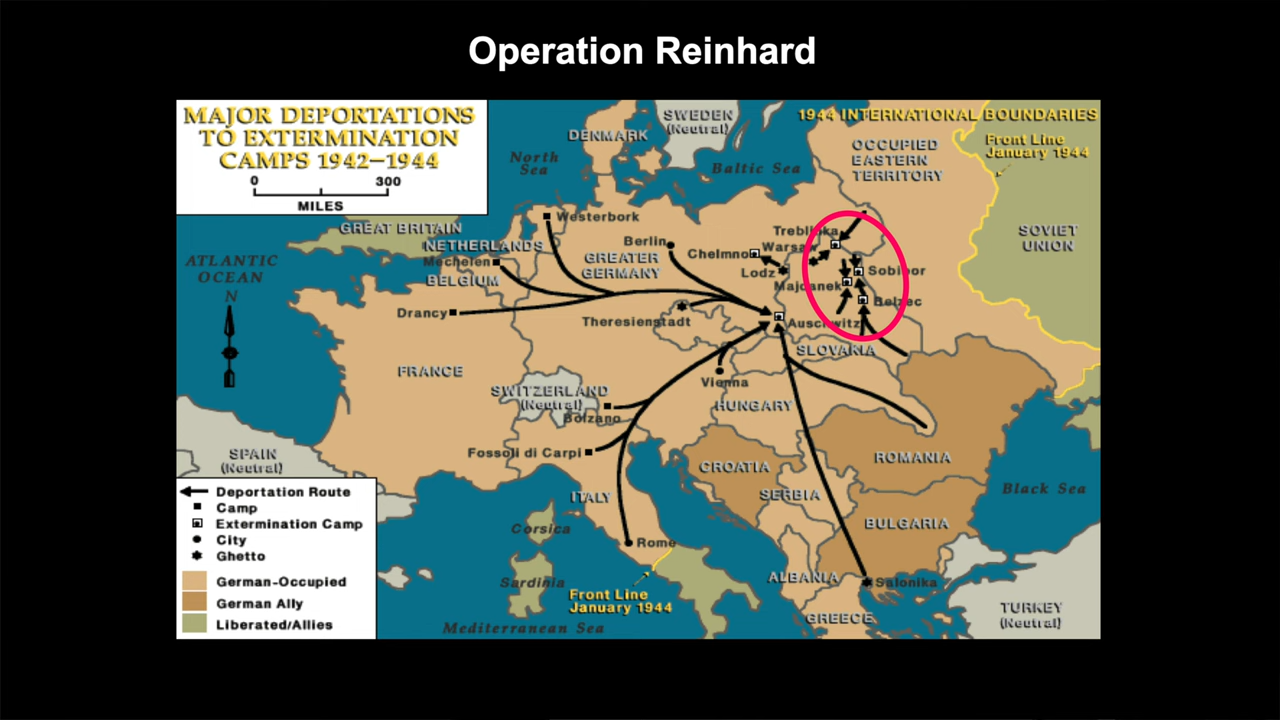 Operation Reinhard
MAJOR DEPORTATIONS
TO EXTERMINATION
CAMPS 1942–1944
0 300
MILES
SWEDEN
(Neutral)
1944 INTERNATIONAL BOUNDARIES
DENMARK
Front Line
January 1944
OCCUPIED
EASTERN
TERRITORY
North
Sea
Baltic Sea
Westerbork
GREAT BRITAIN
Treblinka
SOVIET
UNION
NETHERLANDS
Berlin
Chelmno
Warsaw
ATLANTIC
OCEAN
Mechelen
GREATER
GERMANY
Lodz
Sobibor
BELGIUM
Majdanek
N
Belzec
Drancy
Theresienstadt
Auschwitz
SLOVAKIA
FRANCE
Vienna
SWITZERLAND
(Neutral)
HUNGARY
Bolzano
SPAIN
(Neutral)
Fossoli di Carpi
CROATIA
ROMANIA
Black Sea
ITALY
SERBIA
Deportation Route
Camp
Extermination Camp
City
Ghetto
German-Occupied
German Ally
Liberated/Allies
Corsica
BULGARIA
Rome
Sardinia
ALBANIA
Salonika
Front Line
January 1944
GREECE
TURKEY
(Neutral)
Mediterranean Sea